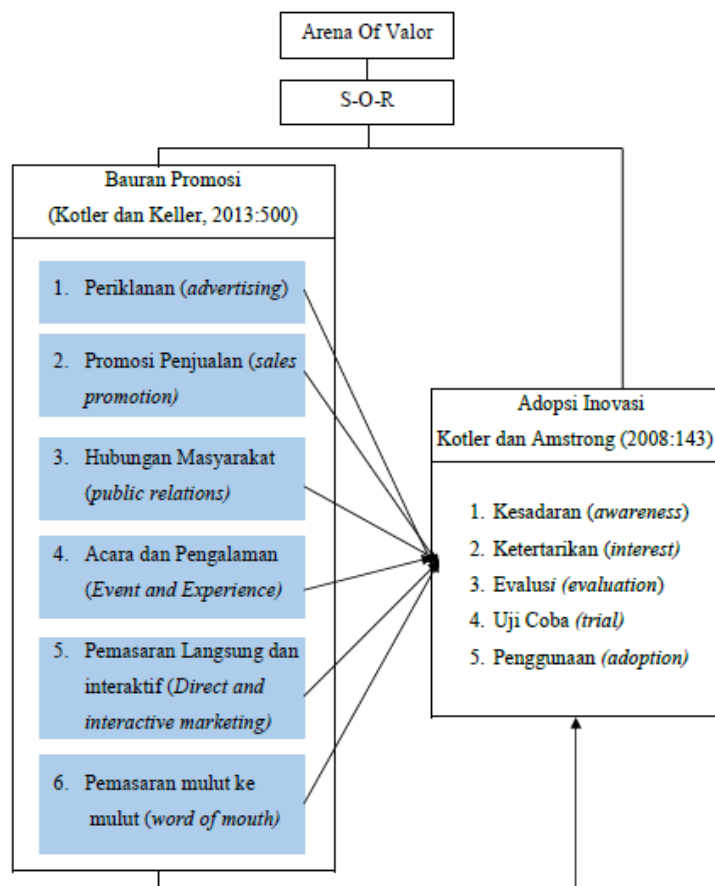 Arena Of Valor
S-O-R
Bauran Promosi
(Kotler dan Keller, 2013:500)
1. Periklanan (advertising)
2. Promosi Penjualan (sales
promotion)
3. Hubungan Masyarakat
(public relations)
4. Acara dan Pengalaman
(Event and Experience)
5. Pemasaran Langsung dan
interaktif (Direct and
interactive marketing)
6. Pemasaran mulut ke
mulut (word of mouth)
Adopsi Inovasi
Kotler dan Amstrong (2008:143)
1. Kesadaran (awareness)
2. Ketertarikan (interest)
3. Evalusi (evaluation)
4. Uji Coba (trial)
5. Penggunaan (adoption)